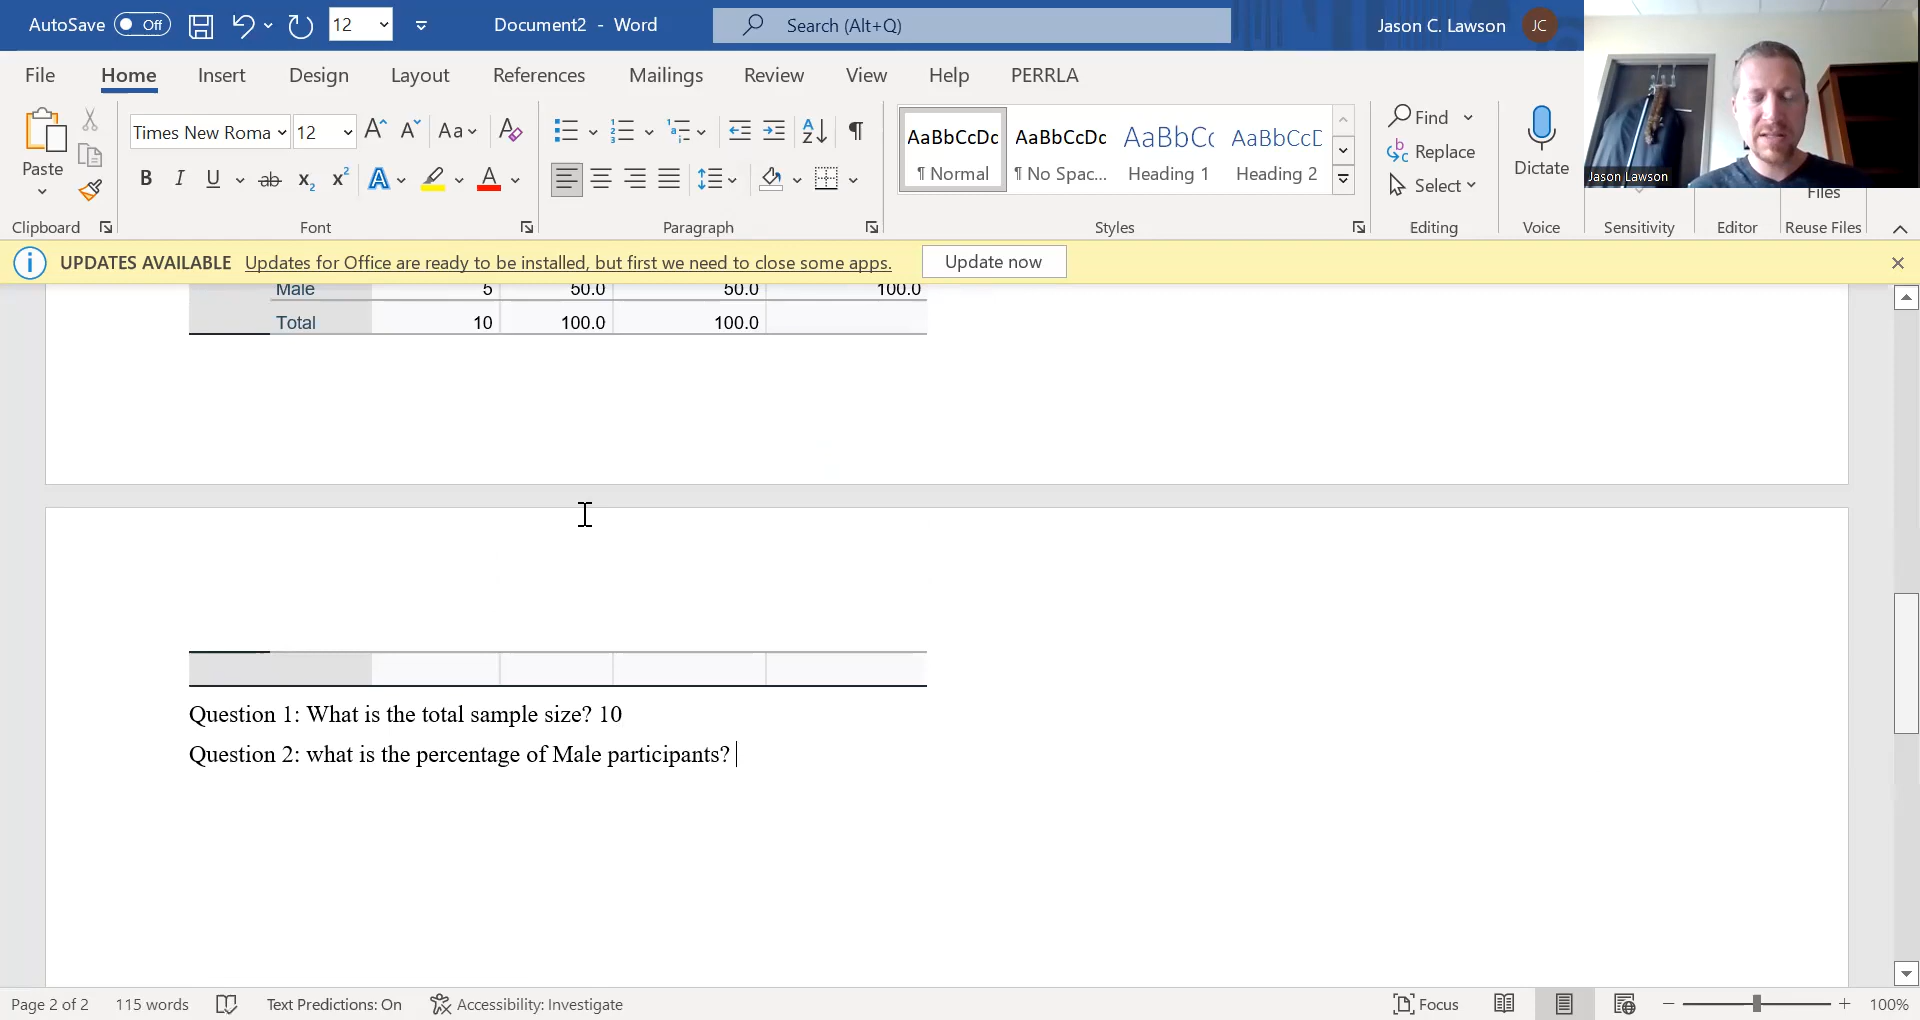 AutoSave Off 12 Document2 - Word Search (Alt+Q) Jason C. Lawson JC
File Home Insert Design Layout References Mailings Review View Help PERRLA
Times New Roma 12 Aa A
AaBbCcDc AaBbCcDc AaBbCc AaBbCcD
Find
Replace
Select
Paste
B I U ab x2 x2 A A
¶ Normal ¶ No Spac... Heading 1 Heading 2
Dictate
Jason Lawson
Files
Clipboard Font Paragraph Styles Editing Voice Sensitivity Editor Reuse Files
UPDATES AVAILABLE Updates for Office are ready to be installed, but first we need to close some apps. Update now
Male 5 50.0 50.0 100.0
Total 10 100.0 100.0
Question 1: What is the total sample size? 10
Question 2: what is the percentage of Male participants?
Page 2 of 2 115 words Text Predictions: On Accessibility: Investigate Focus 100%